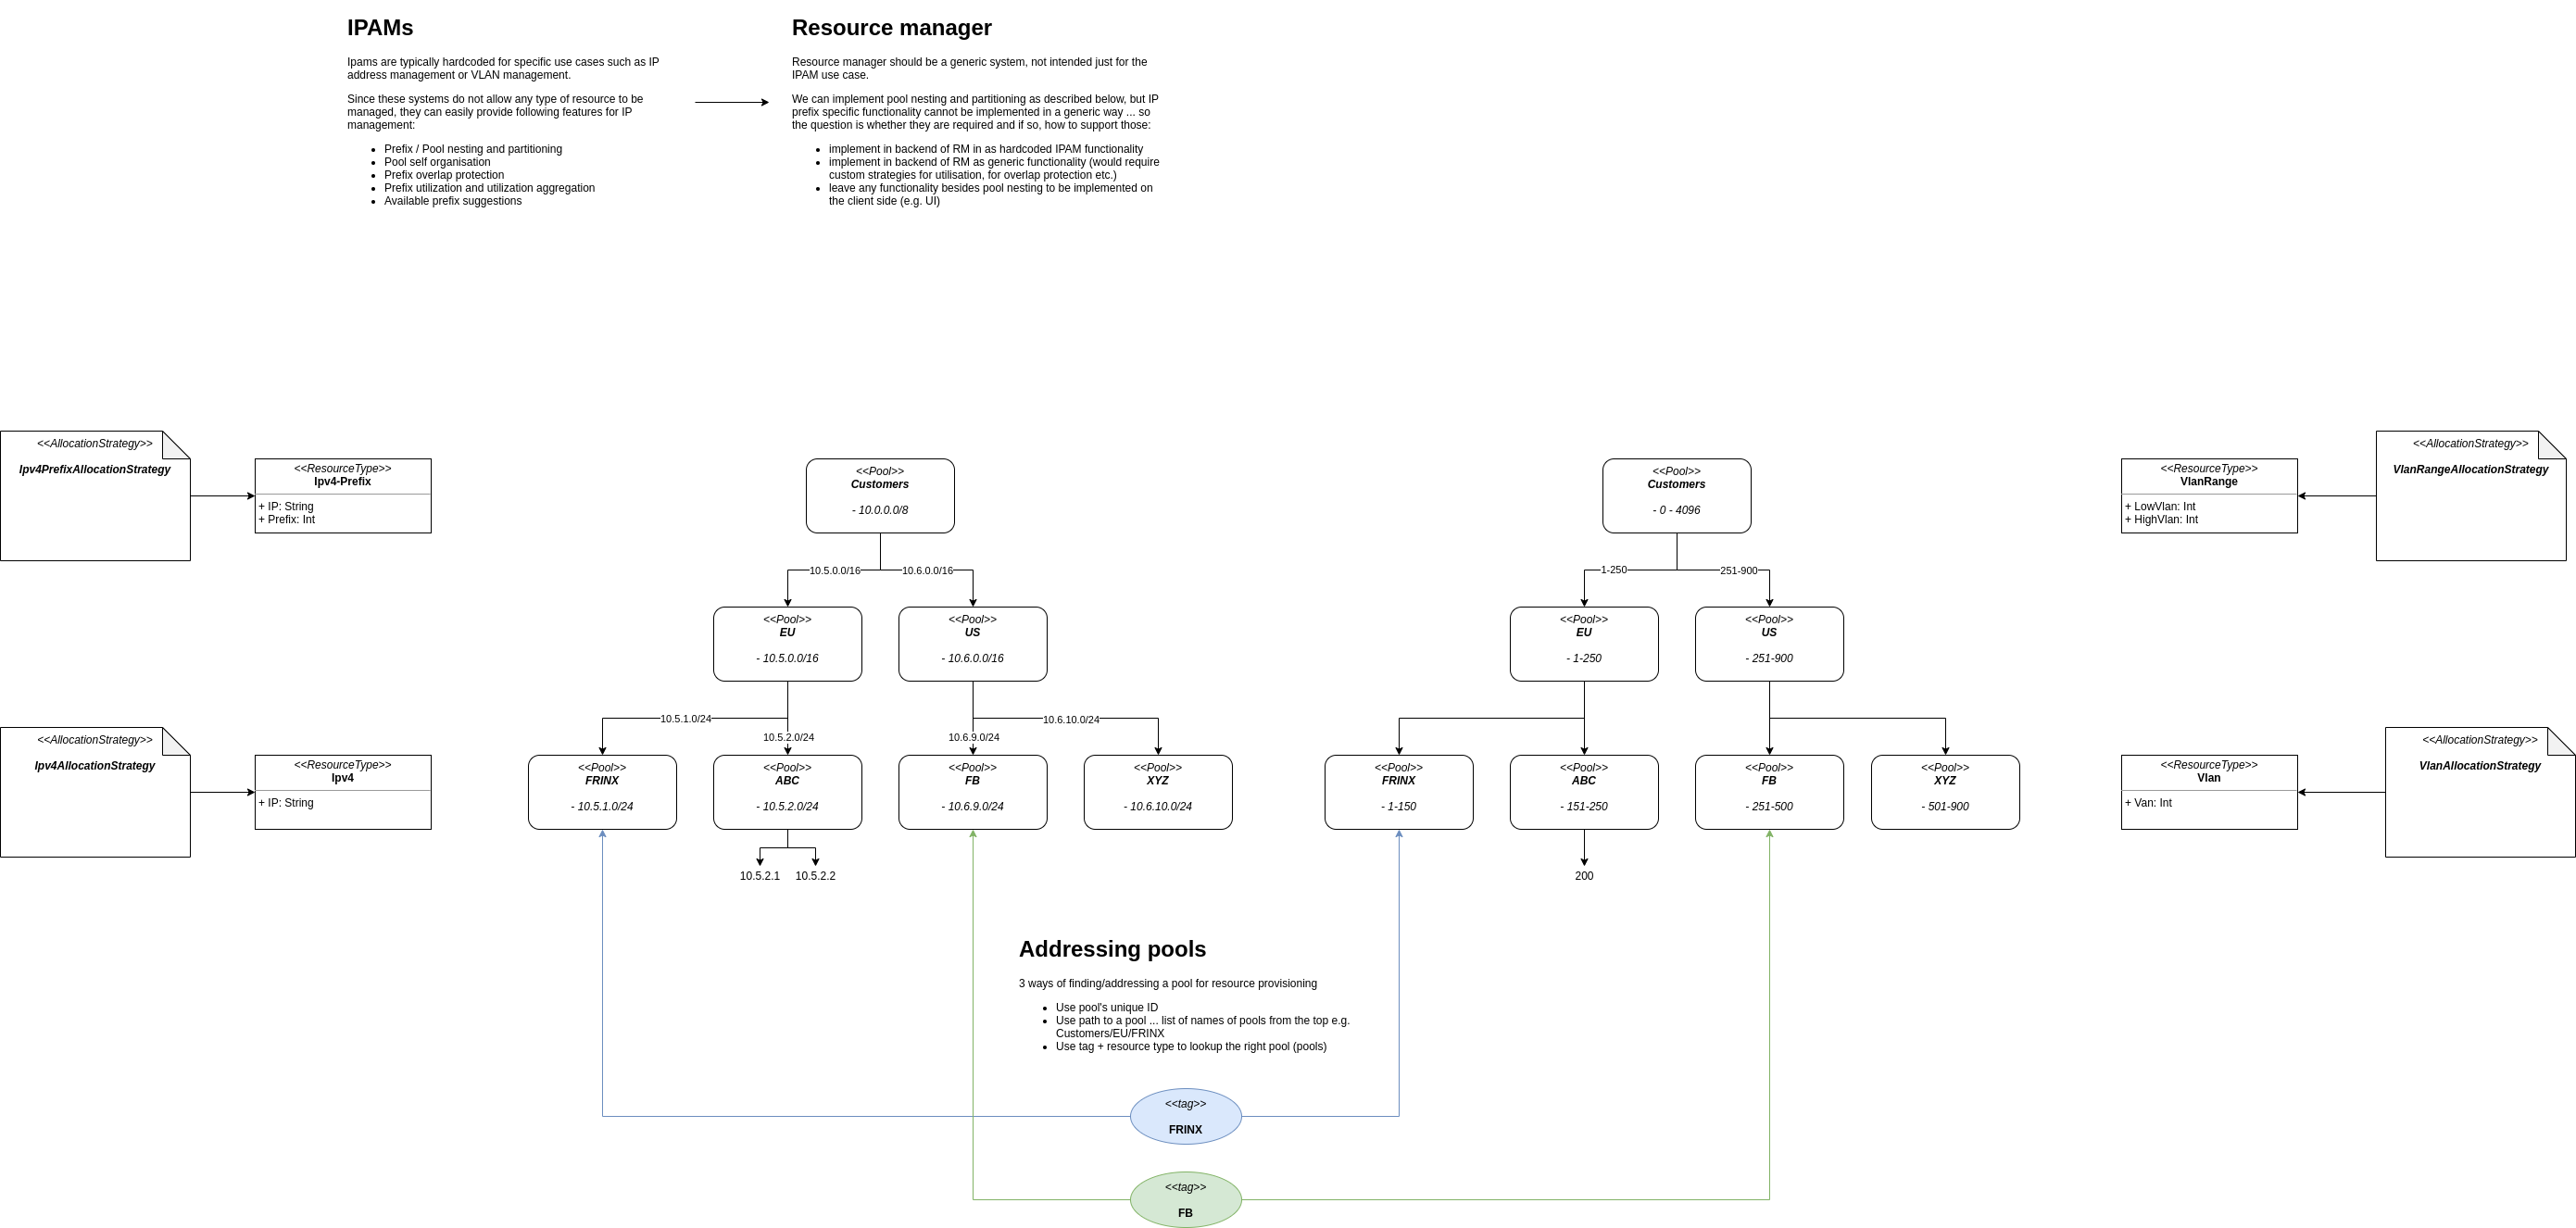 IPAMs
Ipams are typically hardcoded for specific use cases such as IP
address management or VLAN management.
Since these systems do not allow any type of resource to be
managed, they can easily provide following features for IP
management:
Prefix / Pool nesting and partitioning
Pool self organisation
Prefix overlap protection
Prefix utilization and utilization aggregation
Available prefix suggestions
Resource manager
Resource manager should be a generic system, not intended just for the
IPAM use case.
We can implement pool nesting and partitioning as described below, but IP
prefix specific functionality cannot be implemented in a generic way ... so
the question is whether they are required and if so, how to support those:
implement in backend of RM in as hardcoded IPAM functionality
implement in backend of RM as generic functionality (would require
custom strategies for utilisation, for overlap protection etc.)
leave any functionality besides pool nesting to be implemented on
the client side (e.g. UI)
<<AllocationStrategy>>
Ipv4PrefixAllocationStrategy
<<ResourceType>>
Ipv4-Prefix
+ IP: String
+ Prefix: Int
<<Pool>>
Customers
- 10.0.0.0/8
<<Pool>>
Customers
- 0 - 4096
<<ResourceType>>
VlanRange
+ LowVlan: Int
+ HighVlan: Int
<<AllocationStrategy>>
VlanRangeAllocationStrategy
10.5.0.0/16
10.6.0.0/16
1-250
251-900
<<Pool>>
EU
- 10.5.0.0/16
<<Pool>>
US
- 10.6.0.0/16
<<Pool>>
EU
- 1-250
<<Pool>>
US
- 251-900
10.5.1.0/24
10.5.2.0/24
10.6.9.0/24
10.6.10.0/24
<<AllocationStrategy>>
Ipv4AllocationStrategy
<<ResourceType>>
Ipv4
+ IP: String
<<Pool>>
FRINX
- 10.5.1.0/24
<<Pool>>
ABC
- 10.5.2.0/24
<<Pool>>
FB
- 10.6.9.0/24
<<Pool>>
XYZ
- 10.6.10.0/24
<<Pool>>
FRINX
- 1-150
<<Pool>>
ABC
- 151-250
<<Pool>>
FB
- 251-500
<<Pool>>
XYZ
- 501-900
<<ResourceType>>
Vlan
+ Van: Int
<<AllocationStrategy>>
VlanAllocationStrategy
10.5.2.1
10.5.2.2
200
Addressing pools
3 ways of finding/addressing a pool for resource provisioning
Use pool's unique ID
Use path to a pool ... list of names of pools from the top e.g.
Customers/EU/FRINX
Use tag + resource type to lookup the right pool (pools)
<<tag>>
FRINX
<<tag>>
FB